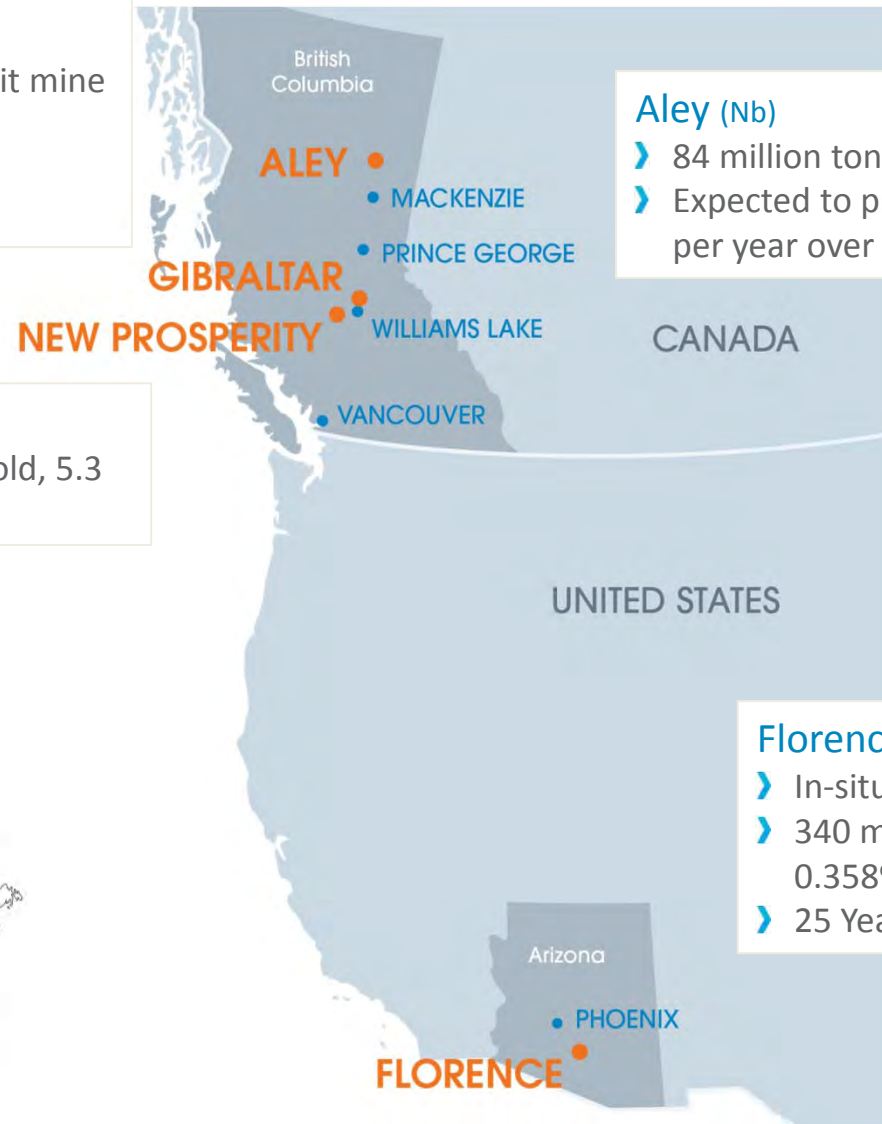 it mine
British
Columbia
Aley (Nb)
84 million ton
Expected to p
per year over
ALEY
MACKENZIE
PRINCE GEORGE
GIBRALTAR
NEW PROSPERITY
WILLIAMS LAKE
CANADA
old, 5.3
VANCOUVER
UNITED STATES
Florenc
In-situ
340 m
0.358%
25 Yea
Arizona
PHOENIX
FLORENCE